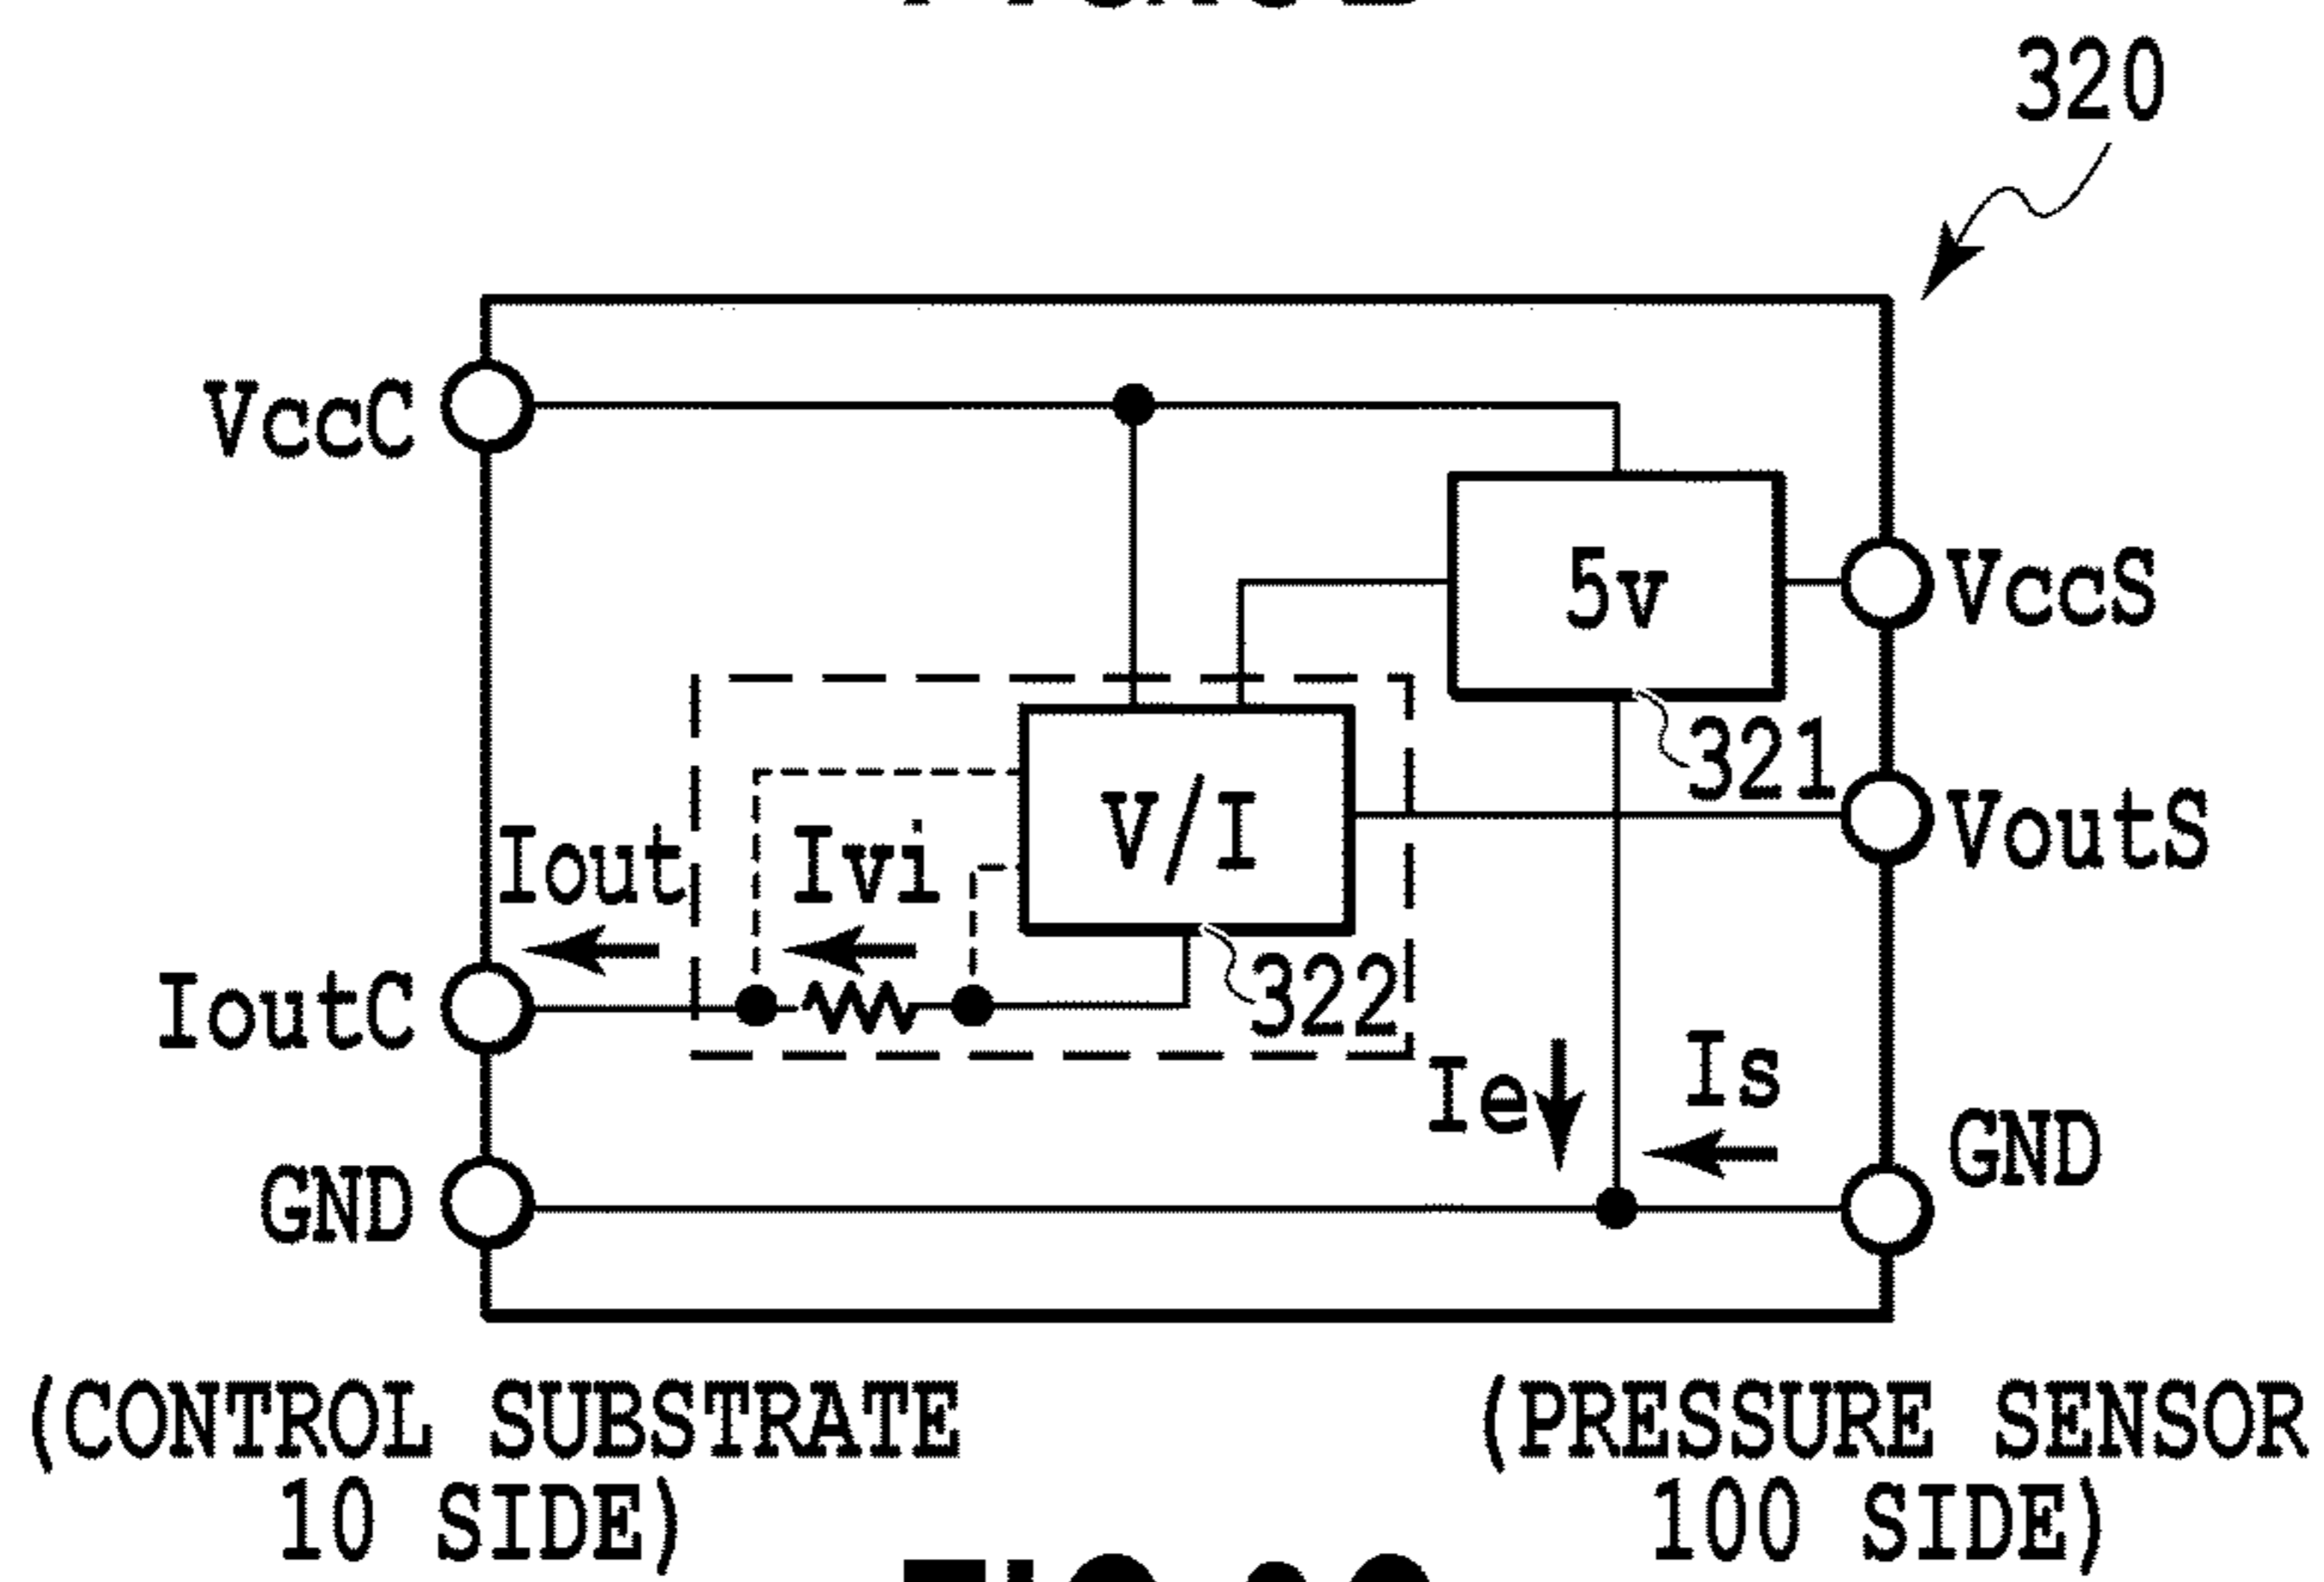 320
VccC
5v
VccS
321
V/I
VoutS
Iout
Ivi
322
IoutC
Ie
Is
GND
GND
(CONTROL SUBSTRATE
10 SIDE)
(PRESSURE SENSOR
100 SIDE)